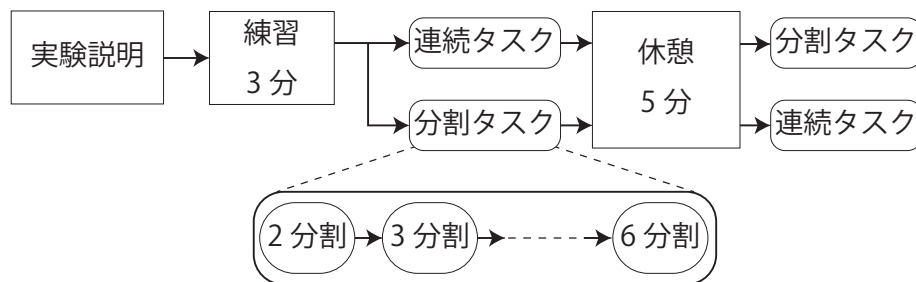 実験説明
練習
3分
連続タスク
分割タスク
休憩
5分
分割タスク
連続タスク
2分割
3分割
6分割